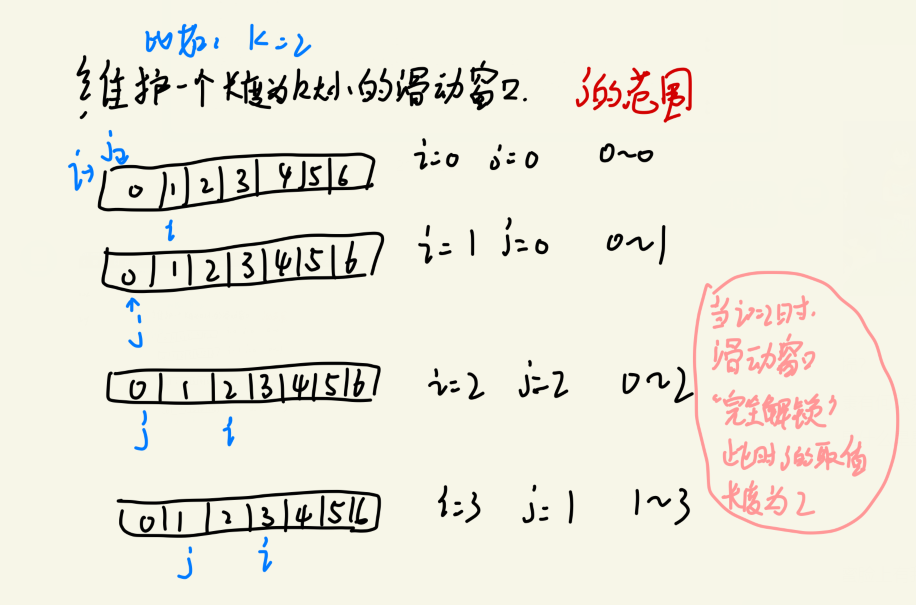 比如: k=2
维护一个长度为k大小的滑动窗口. j的范围
i→ j→
0 1 2 3 4 5 6 i=0 j=0 0~0
i
0 1 2 3 4 5 6 i=1 j=0 0~1
j
0 1 2 3 4 5 6 i=2 j=2 0~2
j i
0 1 2 3 4 5 6 i=3 j=1 1~3
j i
当i=2时.
滑动窗口
“完全解锁”
此时j的取值
长度为2